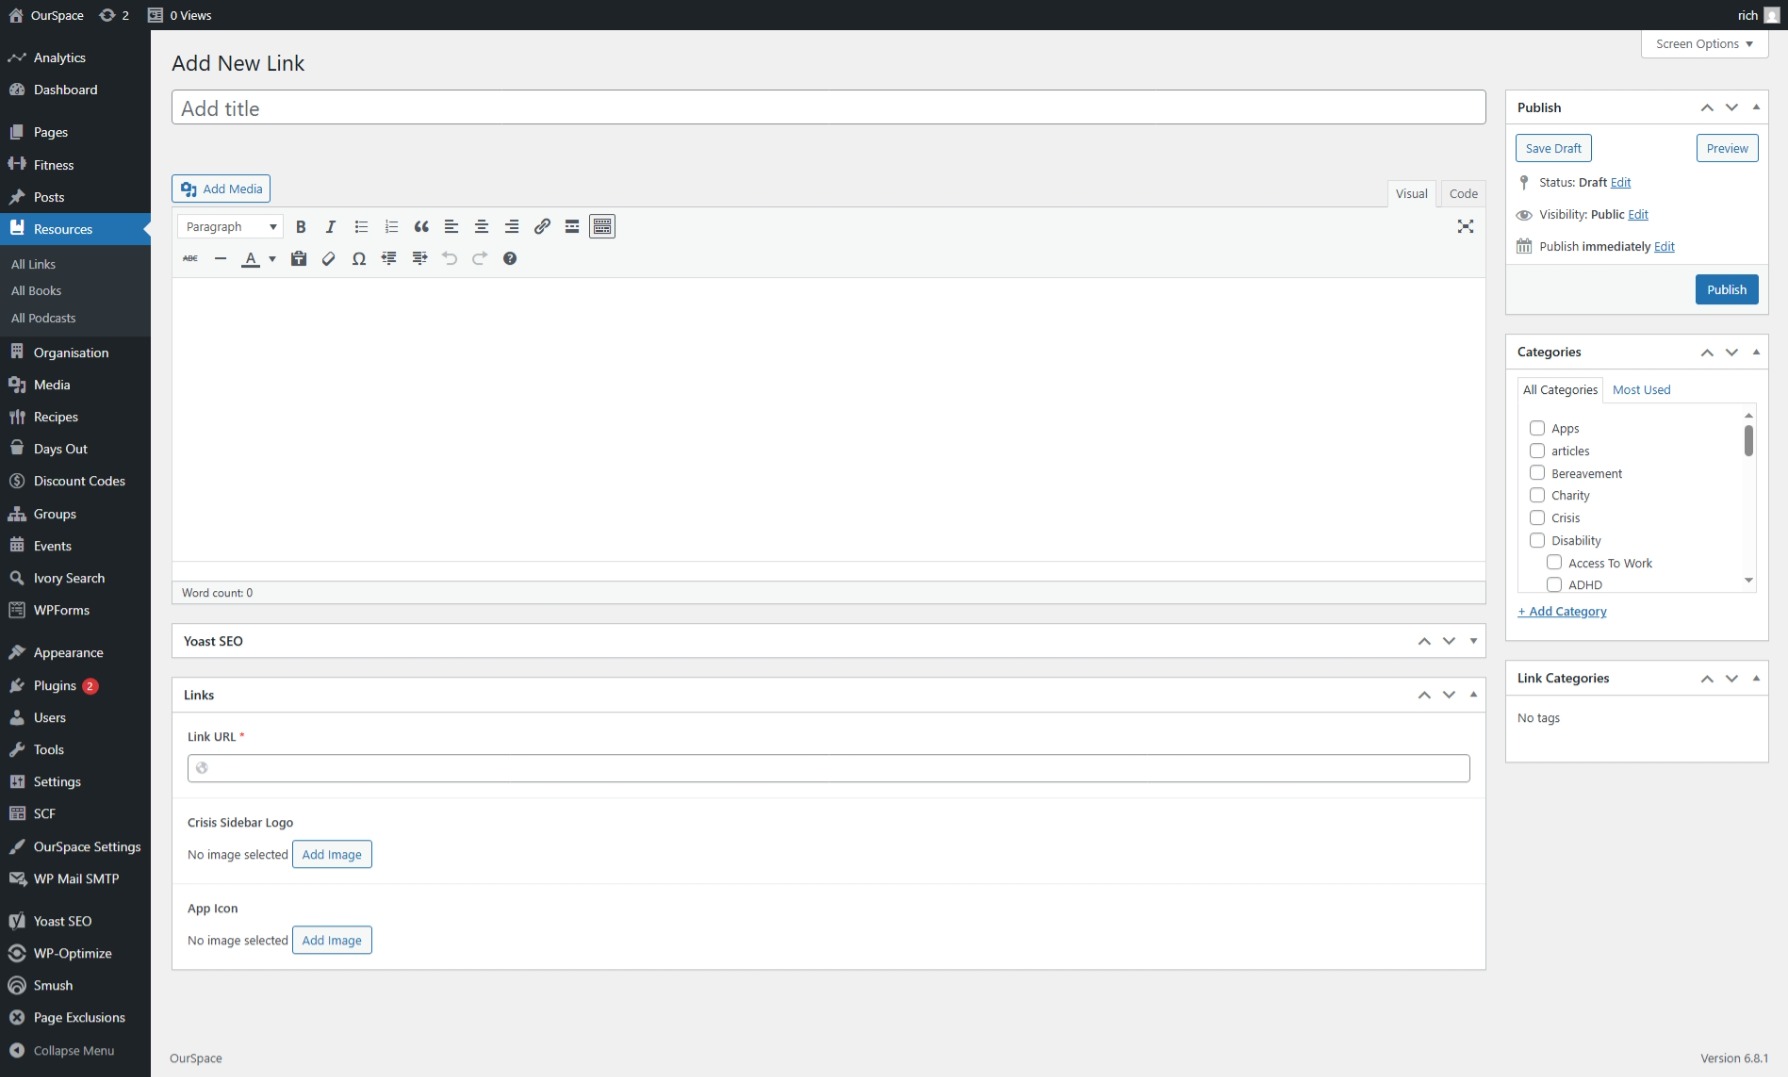 OurSpace
2
0 Views
rich
Analytics
Dashboard
Pages
Fitness
Posts
Resources
All Links
All Books
All Podcasts
Organisation
Media
Recipes
Days Out
Discount Codes
Groups
Events
Ivory Search
WPForms
Appearance
Plugins 2
Users
Tools
Settings
SCF
OurSpace Settings
WP Mail SMTP
Yoast SEO
WP-Optimize
Smush
Page Exclusions
Collapse Menu
Screen Options
Add New Link
Add title
Add Media
Visual
Code
Paragraph
B I
ABC
A
Ω
Word count: 0
Yoast SEO
Links
Link URL *
Crisis Sidebar Logo
No image selected Add Image
App Icon
No image selected Add Image
Publish
Save Draft
Preview
Status: Draft Edit
Visibility: Public Edit
Publish immediately Edit
Publish
Categories
All Categories
Most Used
Apps
articles
Bereavement
Charity
Crisis
Disability
Access To Work
ADHD
+ Add Category
Link Categories
No tags
OurSpace
Version 6.8.1